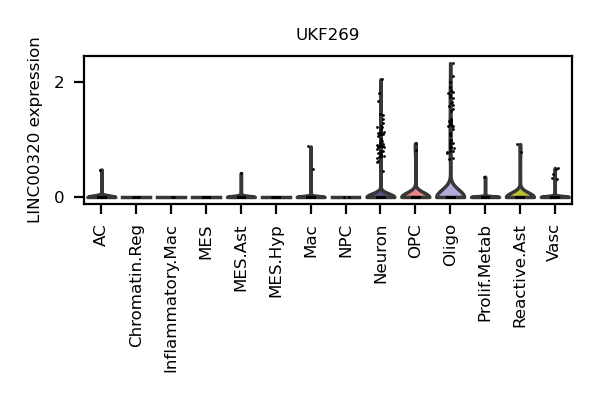 UKF269
LINC00320 expression
2
0
AC
Chromatin.Reg
Inflammatory.Mac
MES
MES.Ast
MES.Hyp
Mac
NPC
Neuron
OPC
Oligo
Prolif.Metab
Reactive.Ast
Vasc